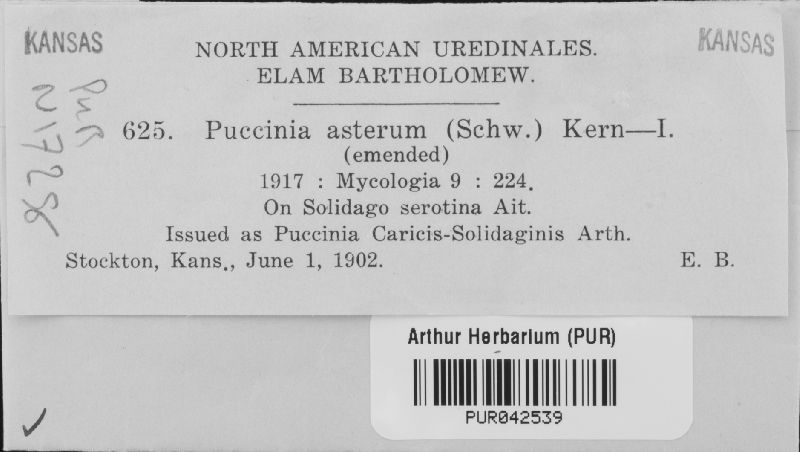 KANSAS
KANSAS
NORTH AMERICAN UREDINALES.
ELAM BARTHOLOMEW.
625. Puccinia asterum (Schw.) Kern—I.
(emended)
1917 : Mycologia 9 : 224.
On Solidago serotina Ait.
Issued as Puccinia Caricis-Solidaginis Arth.
Stockton, Kans., June 1, 1902. E. B.
PUR
Arthur Herbarium (PUR)
PUR042539